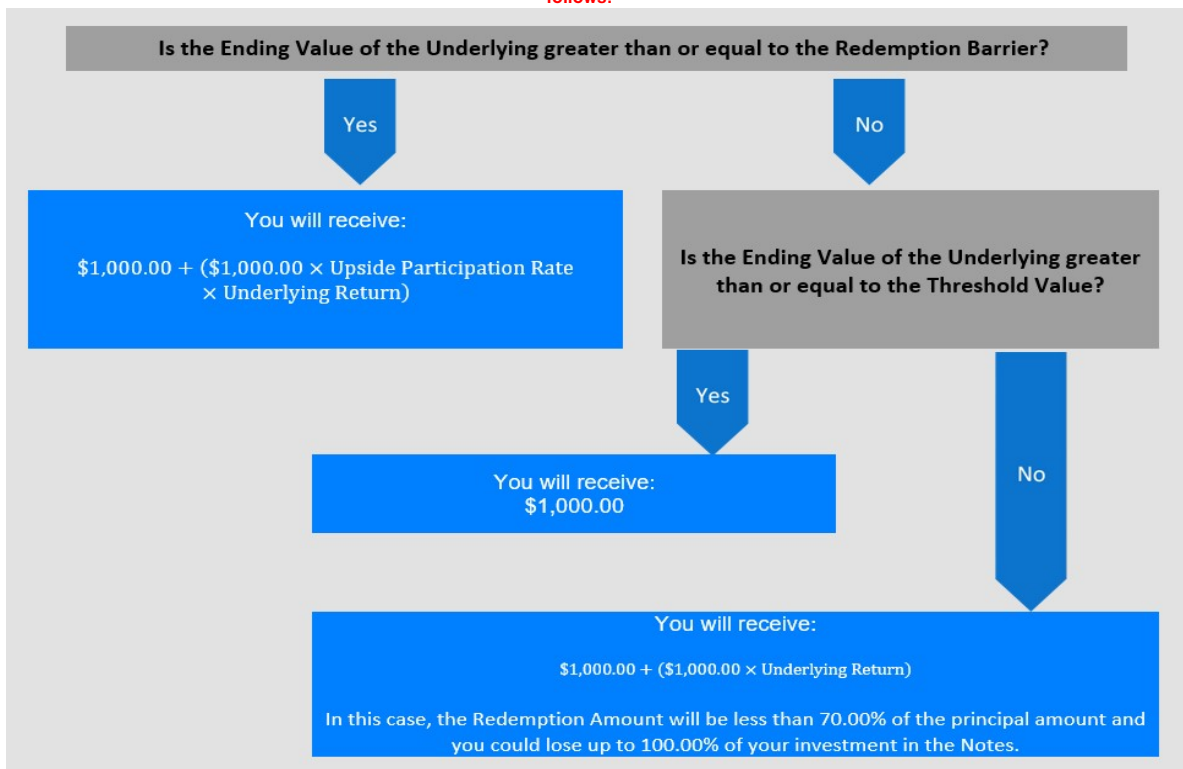 follows:
Is the Ending Value of the Underlying greater than or equal to the Redemption Barrier?
Yes
No
You will receive:
$1,000.00 + ($1,000.00 × Upside Participation Rate
× Underlying Return)
Is the Ending Value of the Underlying greater
than or equal to the Threshold Value?
Yes
No
You will receive:
$1,000.00
You will receive:
$1,000.00 + ($1,000.00 × Underlying Return)
In this case, the Redemption Amount will be less than 70.00% of the principal amount and
you could lose up to 100.00% of your investment in the Notes.